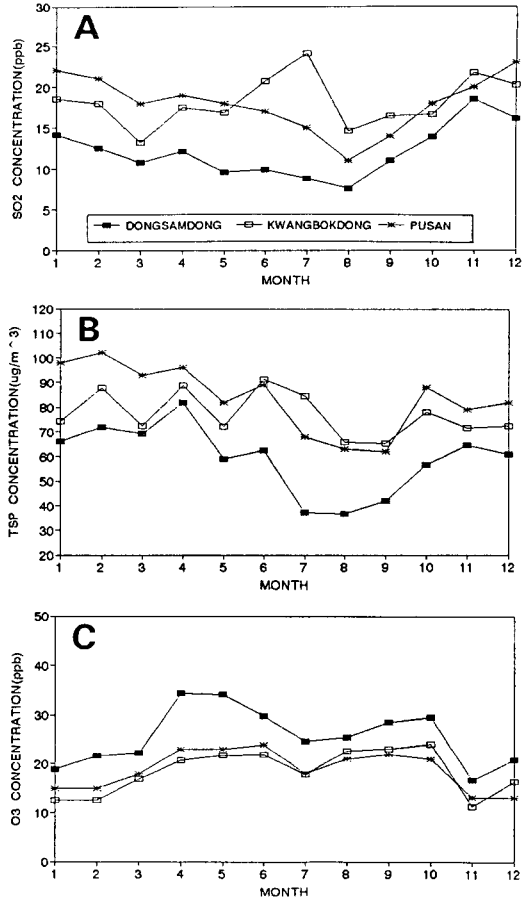 A
SO2 CONCENTRATION(ppb)
30
25
20
15
10
5
0
DONGSAMDONG KWANGBOKDONG PUSAN
1 2 3 4 5 6 7 8 9 10 11 12
MONTH
B
TSP CONCENTRATION(ug/m^3)
120
110
100
90
80
70
60
50
40
30
20
1 2 3 4 5 6 7 8 9 10 11 12
MONTH
C
O3 CONCENTRATION(ppb)
50
40
30
20
10
0
1 2 3 4 5 6 7 8 9 10 11 12
MONTH